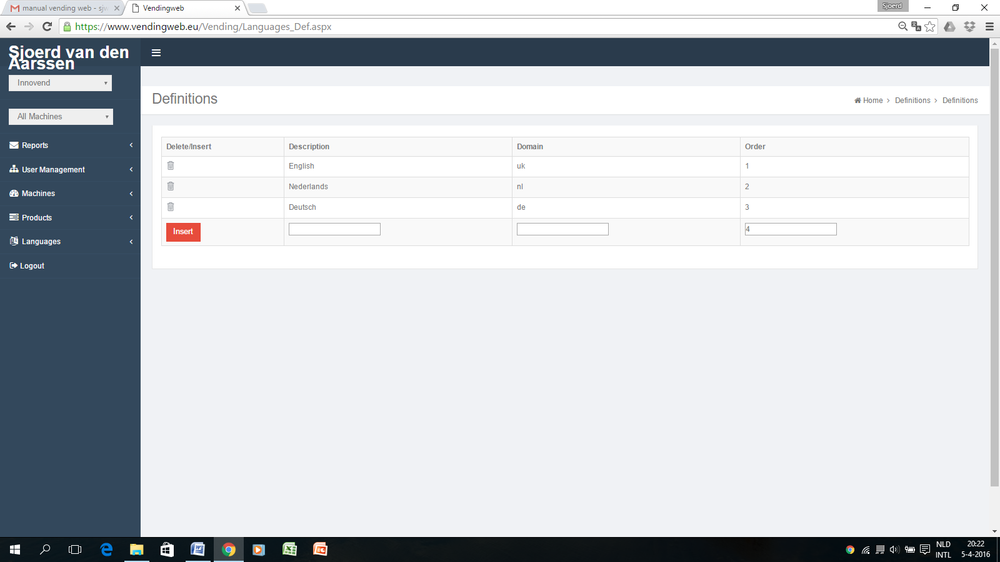 manual vending web - sjw
Vendingweb
Sjoerd
https://www.vendingweb.eu/Vending/Languages_Def.aspx
Sjoerd van den
Aarssen
Innovend
All Machines
Reports
User Management
Machines
Products
Languages
Logout
Definitions
Home > Definitions > Definitions
Delete/Insert Description Domain Order
English uk 1
Nederlands nl 2
Deutsch de 3
Insert 4
NLD
INTL
20:22
5-4-2016